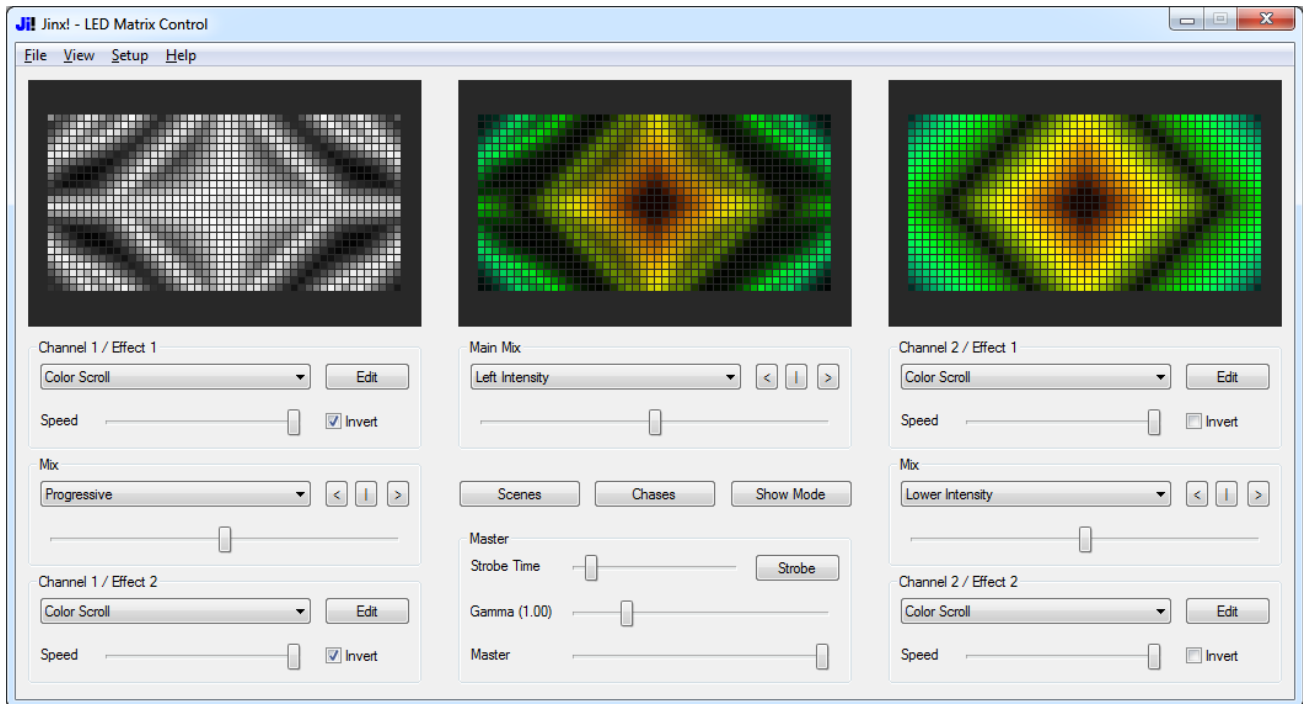 Ji! Jinx! - LED Matrix Control
File View Setup Help
Channel 1 / Effect 1
Color Scroll
Edit
Speed
Invert
Mix
Progressive
< | >
Channel 1 / Effect 2
Color Scroll
Edit
Speed
Invert
Main Mix
Left Intensity
< | >
Scenes
Chases
Show Mode
Master
Strobe Time
Strobe
Gamma (1.00)
Master
Channel 2 / Effect 1
Color Scroll
Edit
Speed
Invert
Mix
Lower Intensity
< | >
Channel 2 / Effect 2
Color Scroll
Edit
Speed
Invert